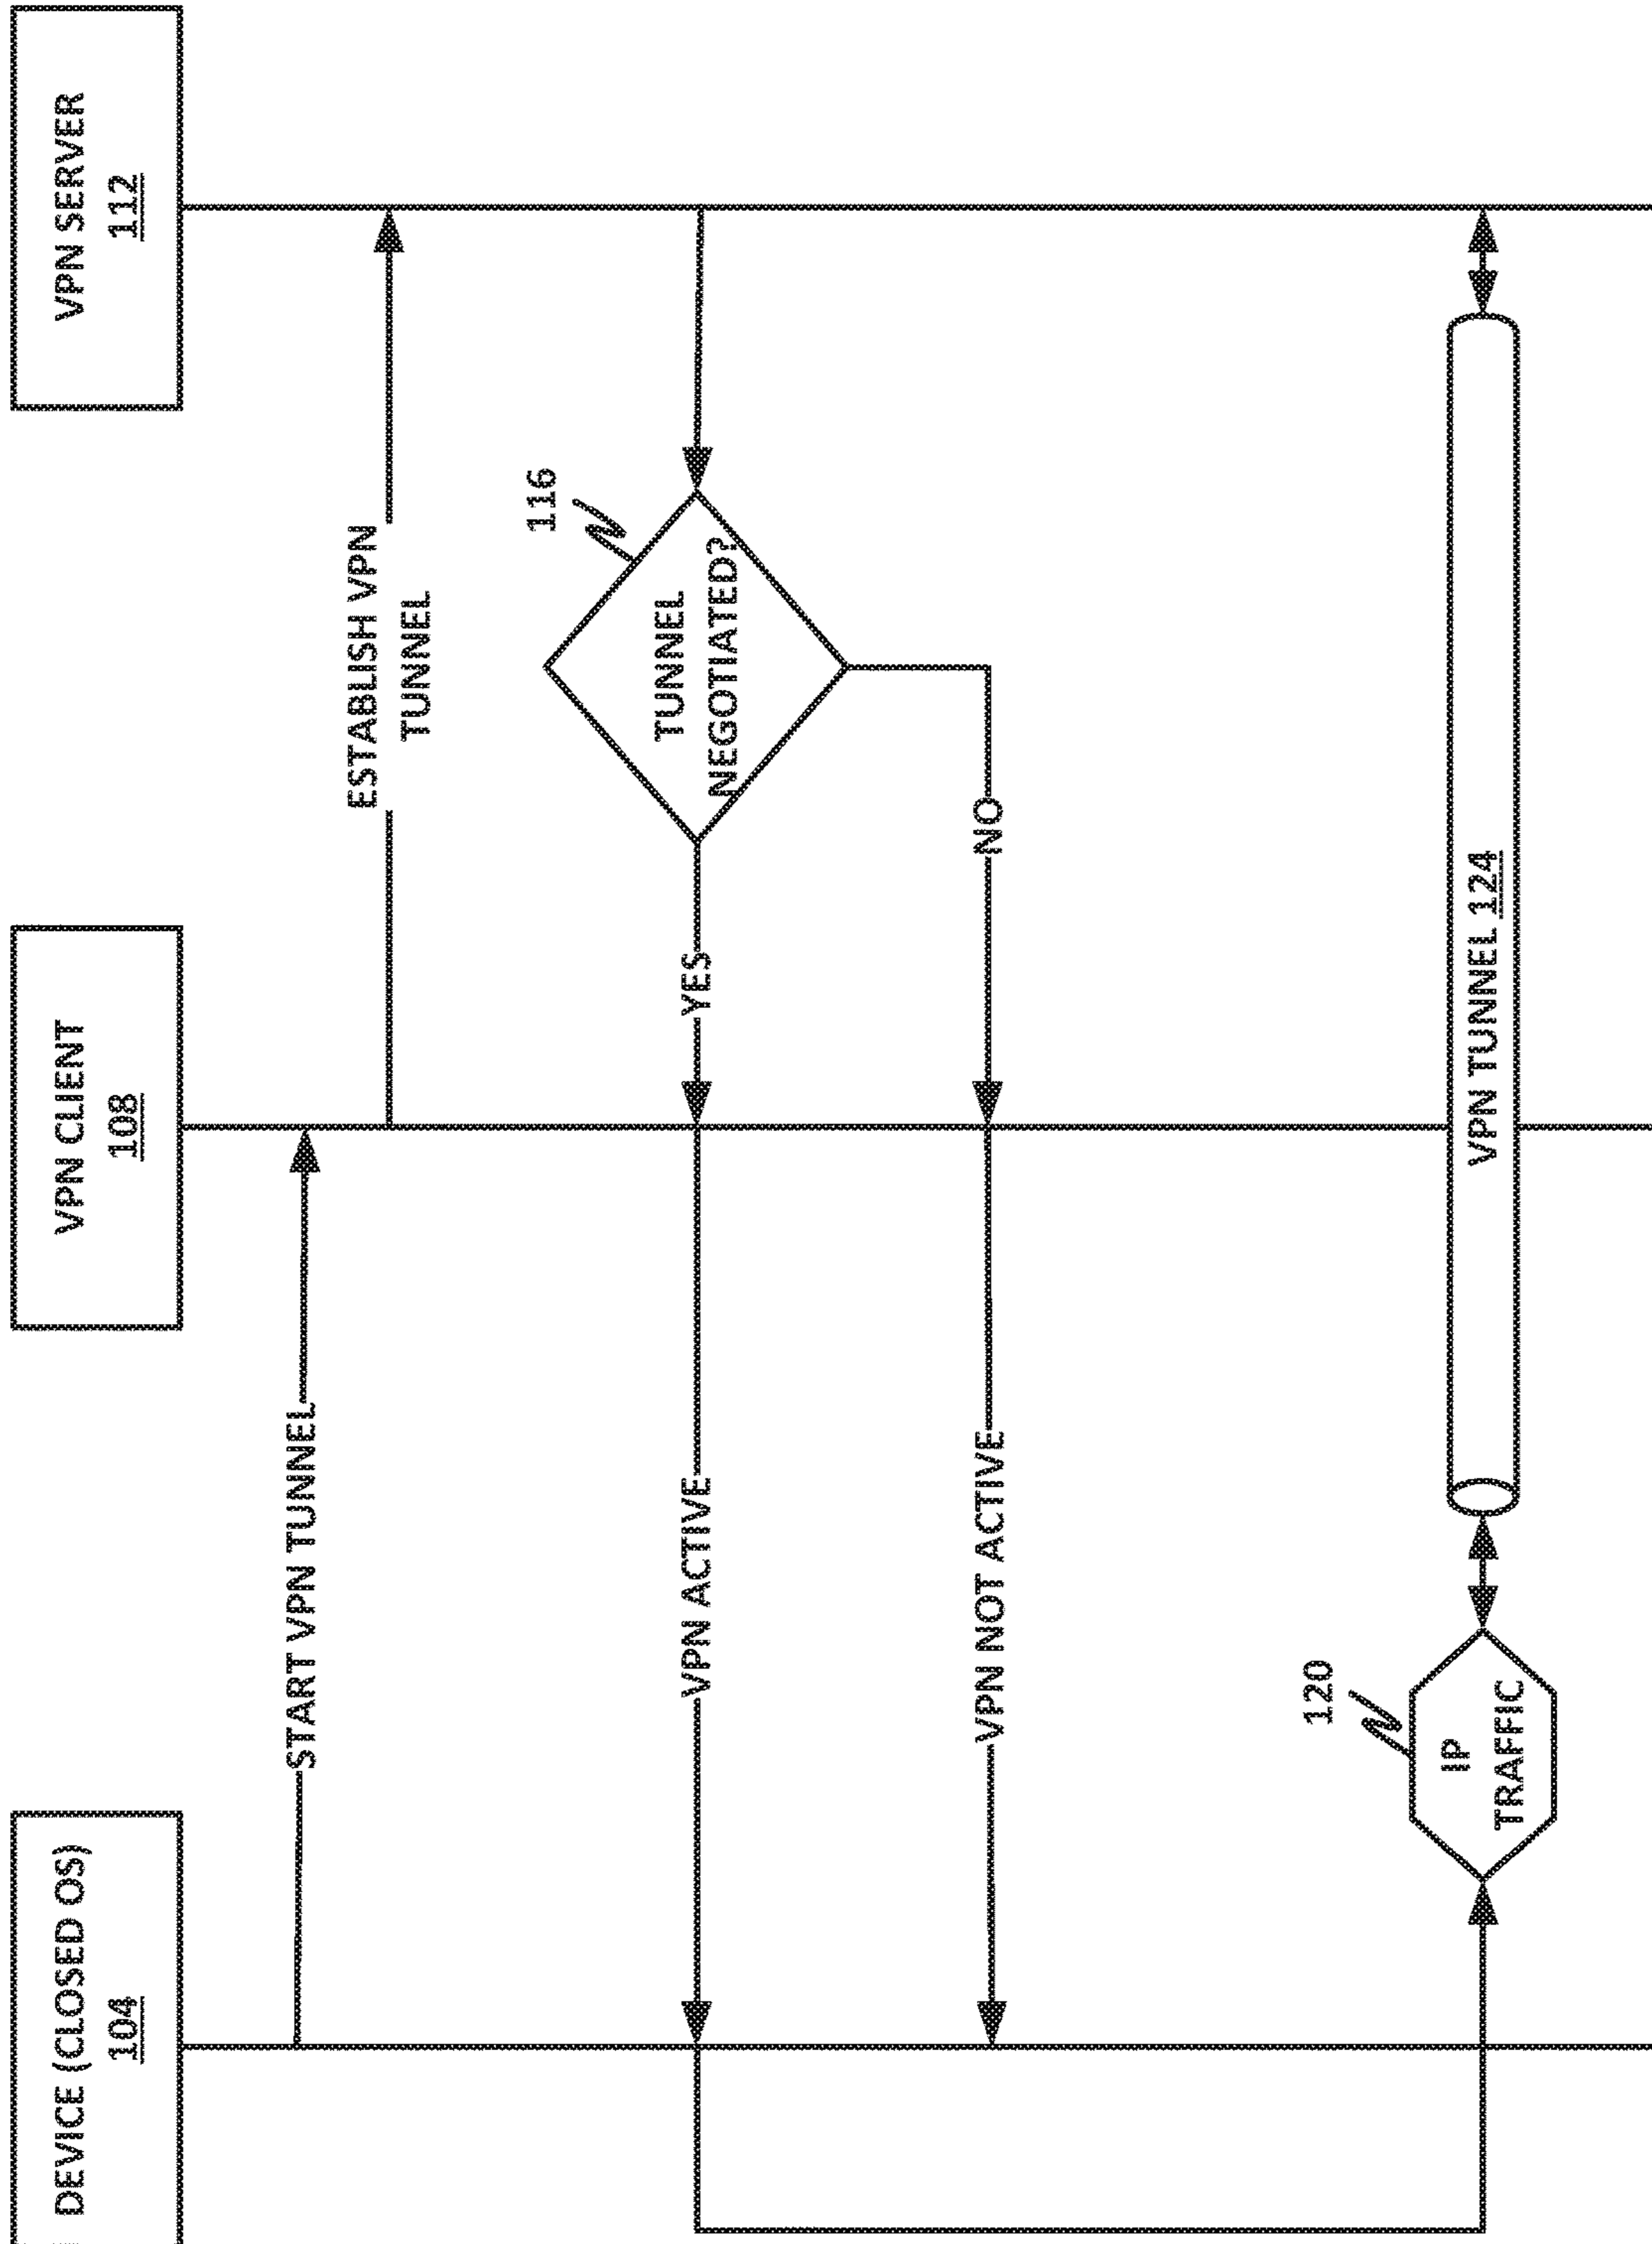 DEVICE (CLOSED OS)
104
VPN CLIENT
108
VPN SERVER
112
START VPN TUNNEL
ESTABLISH VPN
TUNNEL
116
TUNNEL
NEGOTIATED?
YES
VPN ACTIVE
NO
VPN NOT ACTIVE
120
IP
TRAFFIC
VPN TUNNEL 124